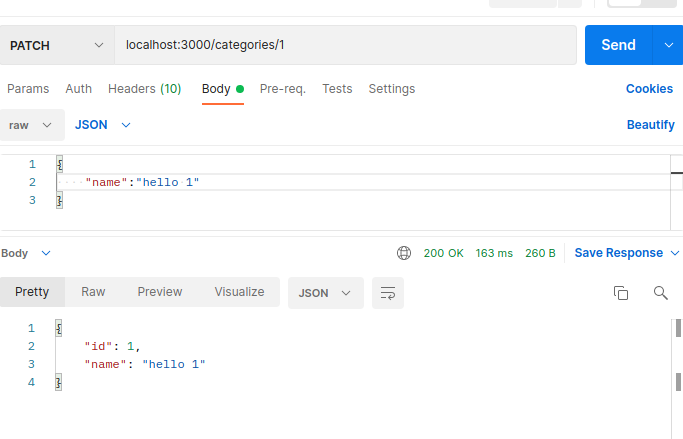 PATCH localhost:3000/categories/1 Send
Params Auth Headers (10) Body Pre-req. Tests Settings Cookies
raw JSON Beautify
1 {
2 "name":"hello 1"
3 }
Body 200 OK 163 ms 260 B Save Response
Pretty Raw Preview Visualize JSON
1 {
2 "id": 1,
3 "name": "hello 1"
4 }